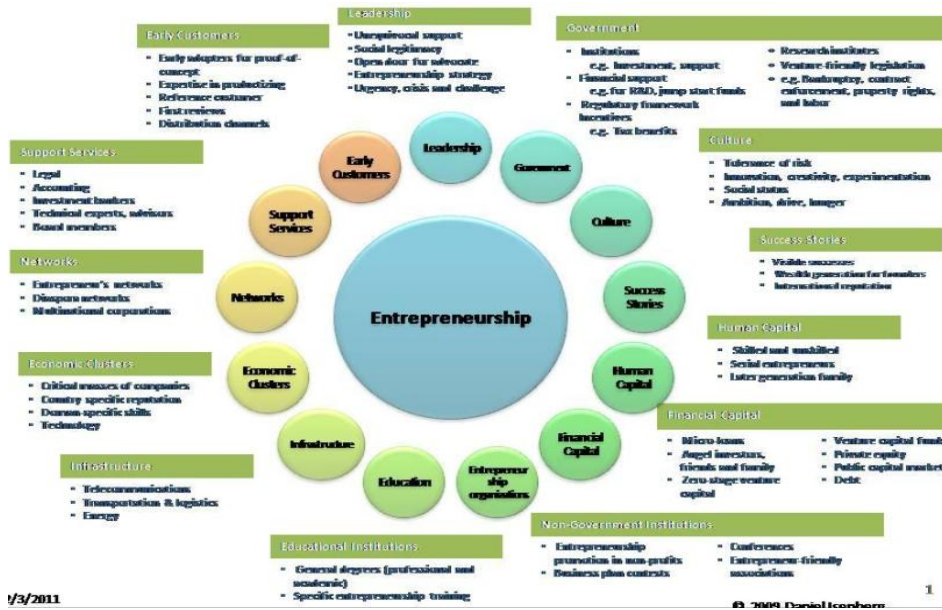 Leadership
• Unequivocal support
• Social legitimacy
• Open door for advocate
• Entrepreneurship strategy
• Urgency, crisis and challenge
Early Customers
• Early adopters for proof-of-
concept
• Expertise in productizing
• Reference customer
• First reviews
• Distribution channels
Government
• Institutions
e.g. Investment, support
• Financial support
e.g. for R&D, jump start funds
• Regulatory framework
Incentives
e.g. Tax benefits
• Research institutes
• Venture-friendly legislation
• e.g. Bankruptcy, contract
enforcement, property rights,
and labor
Support Services
• Legal
• Accounting
• Investment bankers
• Technical experts, advisors
• Board members
Culture
• Tolerance of risk
• Innovation, creativity, experimentation
• Social status
• Ambition, drive, hunger
Networks
• Entrepreneur's networks
• Diaspora networks
• Multinational corporations
Success Stories
• Visible successes
• Wealth generation for founders
• International reputation
Economic Clusters
• Critical masses of companies
• Country specific reputation
• Domain-specific skills
• Technology
Human Capital
• Skilled and unskilled
• Serial entrepreneurs
• Later generation family
Infrastructure
• Telecommunications
• Transportation & logistics
• Energy
Financial Capital
• Micro-loans
• Angel investors,
friends and family
• Zero-stage venture
capital
• Venture capital fund
• Private equity
• Public capital market
• Debt
Educational Institutions
• General degrees (professional and
academic)
• Specific entrepreneurship training
Non-Government Institutions
• Entrepreneurship
promotion in non-profits
• Business plan contests
• Conferences
• Entrepreneur-friendly
associations
Leadership
Government
Culture
Success
Stories
Human
Capital
Financial
Capital
Entrepreneur
ship
organisations
Education
Infrastructure
Economic
Clusters
Networks
Support
Services
Early
Customers
Entrepreneurship
/3/2011
1
© 2009 Daniel Isenberg